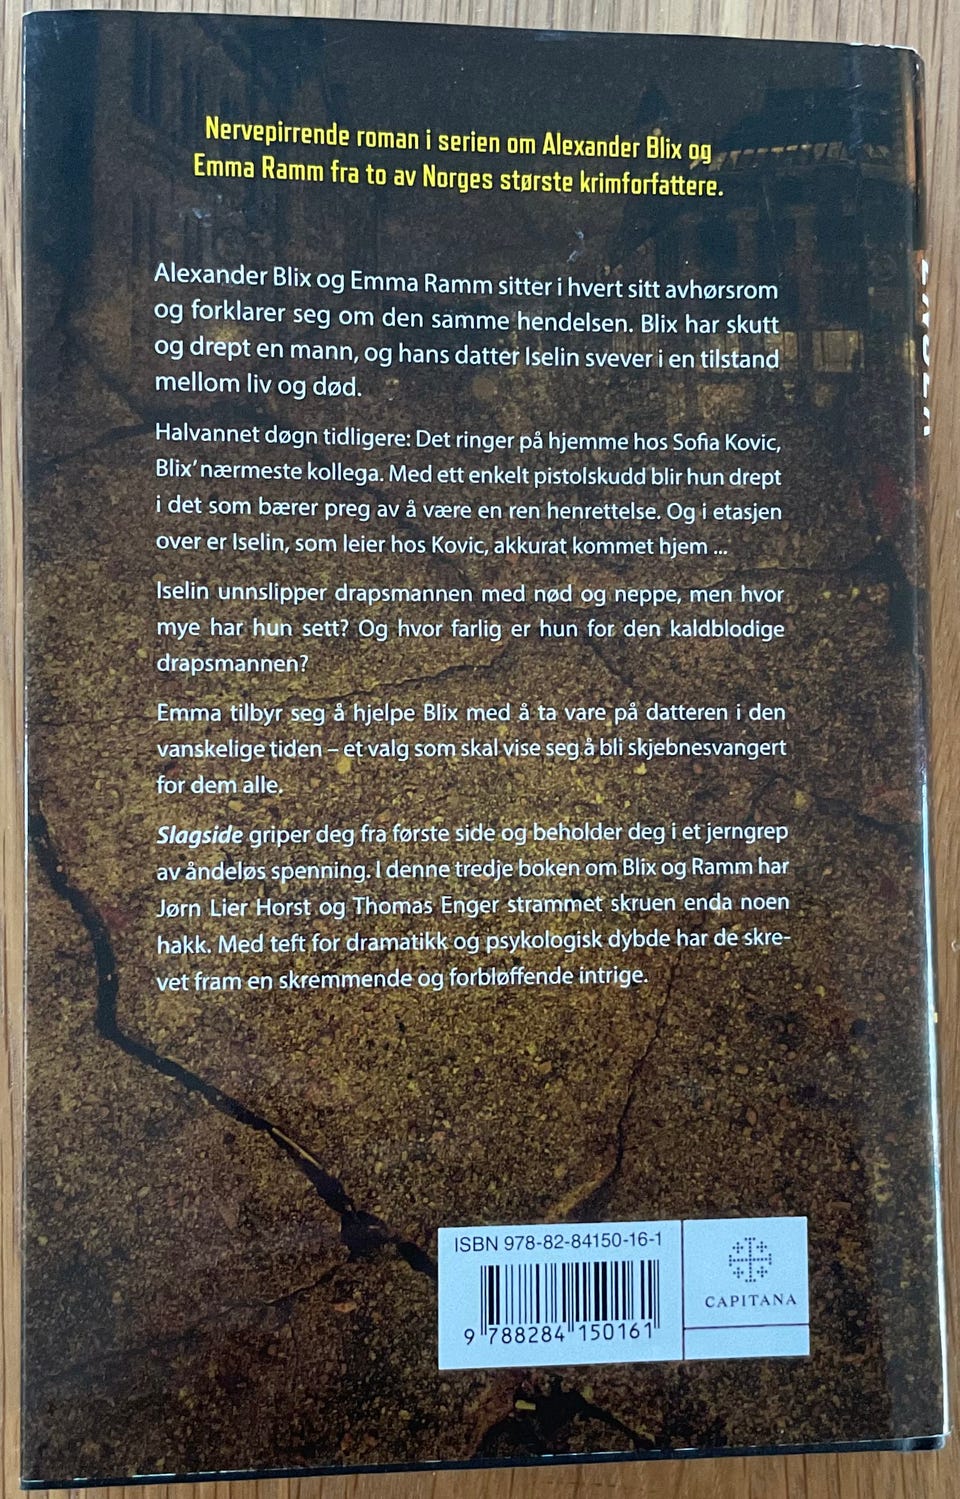 Nervepirrende roman i serien om Alexander Blix og
Emma Ramm fra to av Norges største krimforfattere.
Alexander Blix og Emma Ramm sitter i hvert sitt avhørsrom
og forklarer seg om den samme hendelsen. Blix har skutt
og drept en mann, og hans datter Iselin svever i en tilstand
mellom liv og død.
Halvannet døgn tidligere: Det ringer på hjemme hos Sofia Kovic,
Blix’ nærmeste kollega. Med ett enkelt pistolskudd blir hun drept
i det som bærer preg av å være en ren henrettelse. Og i etasjen
over er Iselin, som leier hos Kovic, akkurat kommet hjem ...
Iselin unnslipper drapsmannen med nød og neppe, men hvor
mye har hun sett? Og hvor farlig er hun for den kaldblodige
drapsmannen?
Emma tilbyr seg å hjelpe Blix med å ta vare på datteren i den
vanskelige tiden – et valg som skal vise seg å bli skjebnesvangert
for dem alle.
Slagside griper deg fra første side og beholder deg i et jerngrep
av åndeløs spenning. I denne tredje boken om Blix og Ramm har
Jørn Lier Horst og Thomas Enger strammet skruen enda noen
hakk. Med teft for dramatikk og psykologisk dybde har de skre-
vet fram en skremmende og forbløffende intrige.
ISBN 978-82-84150-16-1
9 788284 150161
CAPITANA